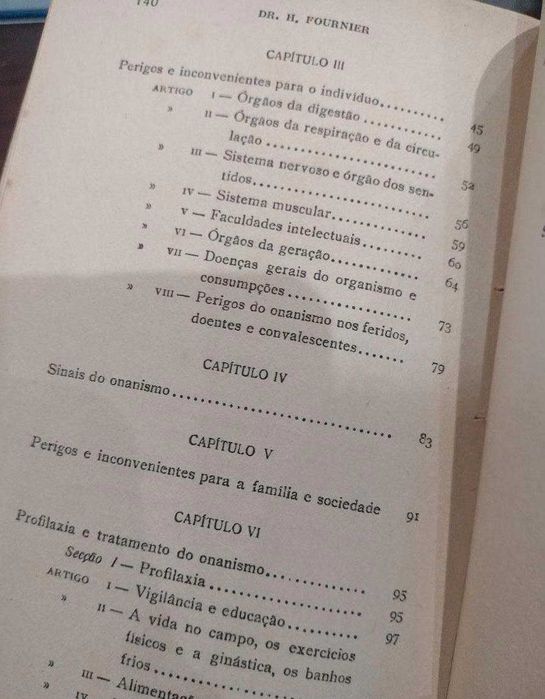 140
DR. H. FOURNIER
CAPÍTULO III
Perigos e inconvenientes para o indivíduo.......... 45
ARTIGO I — Órgãos da digestão ............ 49
» II — Órgãos da respiração e da circu-
lação ..................... 52
» III — Sistema nervoso e órgão dos sen-
tidos........................ 56
» IV — Sistema muscular............... 59
» V — Faculdades intelectuais.......... 60
» VI — Órgãos da geração.............. 64
» VII — Doenças gerais do organismo e
consumpções .................. 73
» VIII — Perigos do onanismo nos feridos,
doentes e convalescentes....... 79
CAPÍTULO IV
Sinais do onanismo.............................. 83
CAPÍTULO V
Perigos e inconvenientes para a família e sociedade 91
CAPÍTULO VI
Profilaxia e tratamento do onanismo............... 95
Secção I — Profilaxia ..................... 95
ARTIGO I — Vigilância e educação.......... 97
» II — A vida no campo, os exercícios
físicos e a ginástica, os banhos
frios
» III —
IV